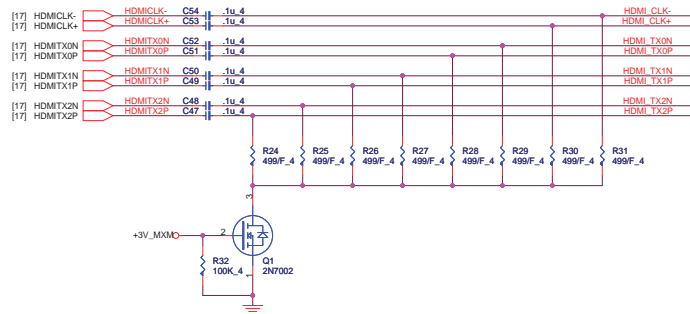 [17] HDMICLK- HDMICLK- C54 .1u_4 HDMI_CLK-
[17] HDMICLK+ HDMICLK+ C53 .1u_4 HDMI_CLK+
[17] HDMITX0N HDMITX0N C52 .1u_4 HDMI_TX0N
[17] HDMITX0P HDMITX0P C51 .1u_4 HDMI_TX0P
[17] HDMITX1N HDMITX1N C50 .1u_4 HDMI_TX1N
[17] HDMITX1P HDMITX1P C49 .1u_4 HDMI_TX1P
[17] HDMITX2N HDMITX2N C48 .1u_4 HDMI_TX2N
[17] HDMITX2P HDMITX2P C47 .1u_4 HDMI_TX2P
R24 R25 R26 R27 R28 R29 R30 R31
499/F_4 499/F_4 499/F_4 499/F_4 499/F_4 499/F_4 499/F_4 499/F_4
3
+3V_MXM 2
R32 Q1
100K_4 1 2N7002